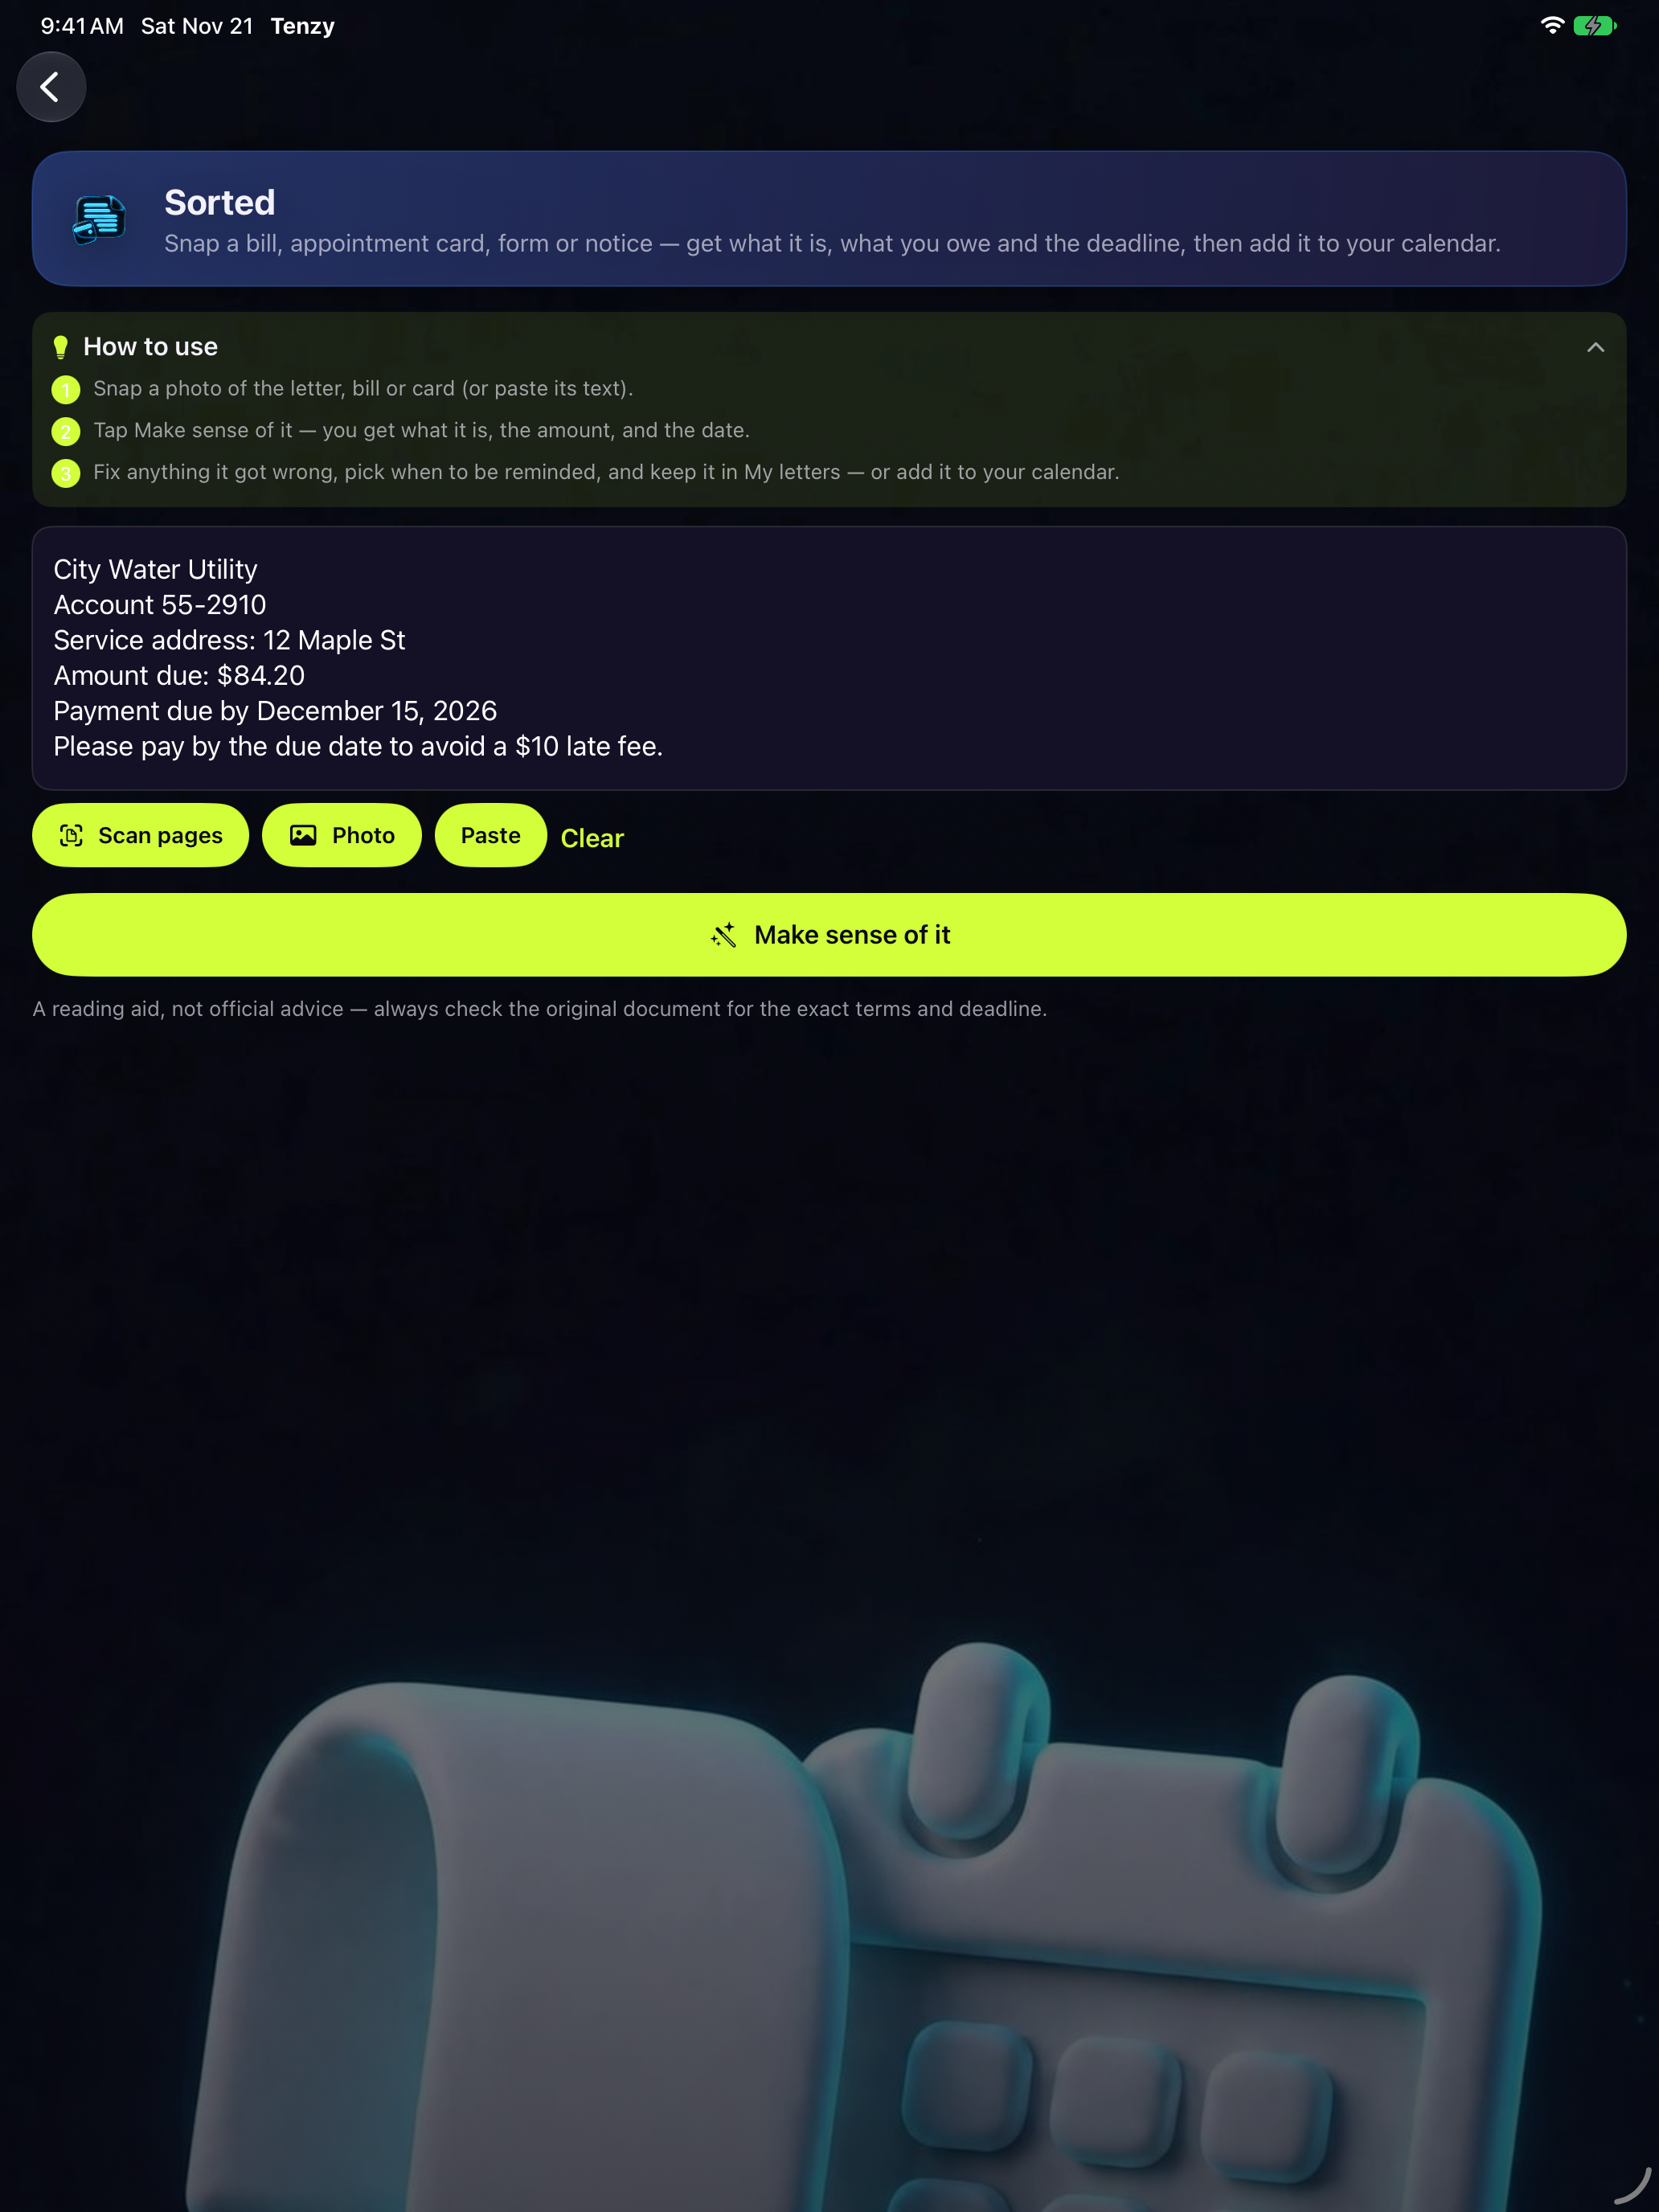 9:41 AM Sat Nov 21 Tenzy
Sorted
Snap a bill, appointment card, form or notice — get what it is, what you owe and the deadline, then add it to your calendar.
How to use
1 Snap a photo of the letter, bill or card (or paste its text).
2 Tap Make sense of it — you get what it is, the amount, and the date.
3 Fix anything it got wrong, pick when to be reminded, and keep it in My letters — or add it to your calendar.
City Water Utility
Account 55-2910
Service address: 12 Maple St
Amount due: $84.20
Payment due by December 15, 2026
Please pay by the due date to avoid a $10 late fee.
Scan pages Photo Paste Clear
Make sense of it
A reading aid, not official advice — always check the original document for the exact terms and deadline.